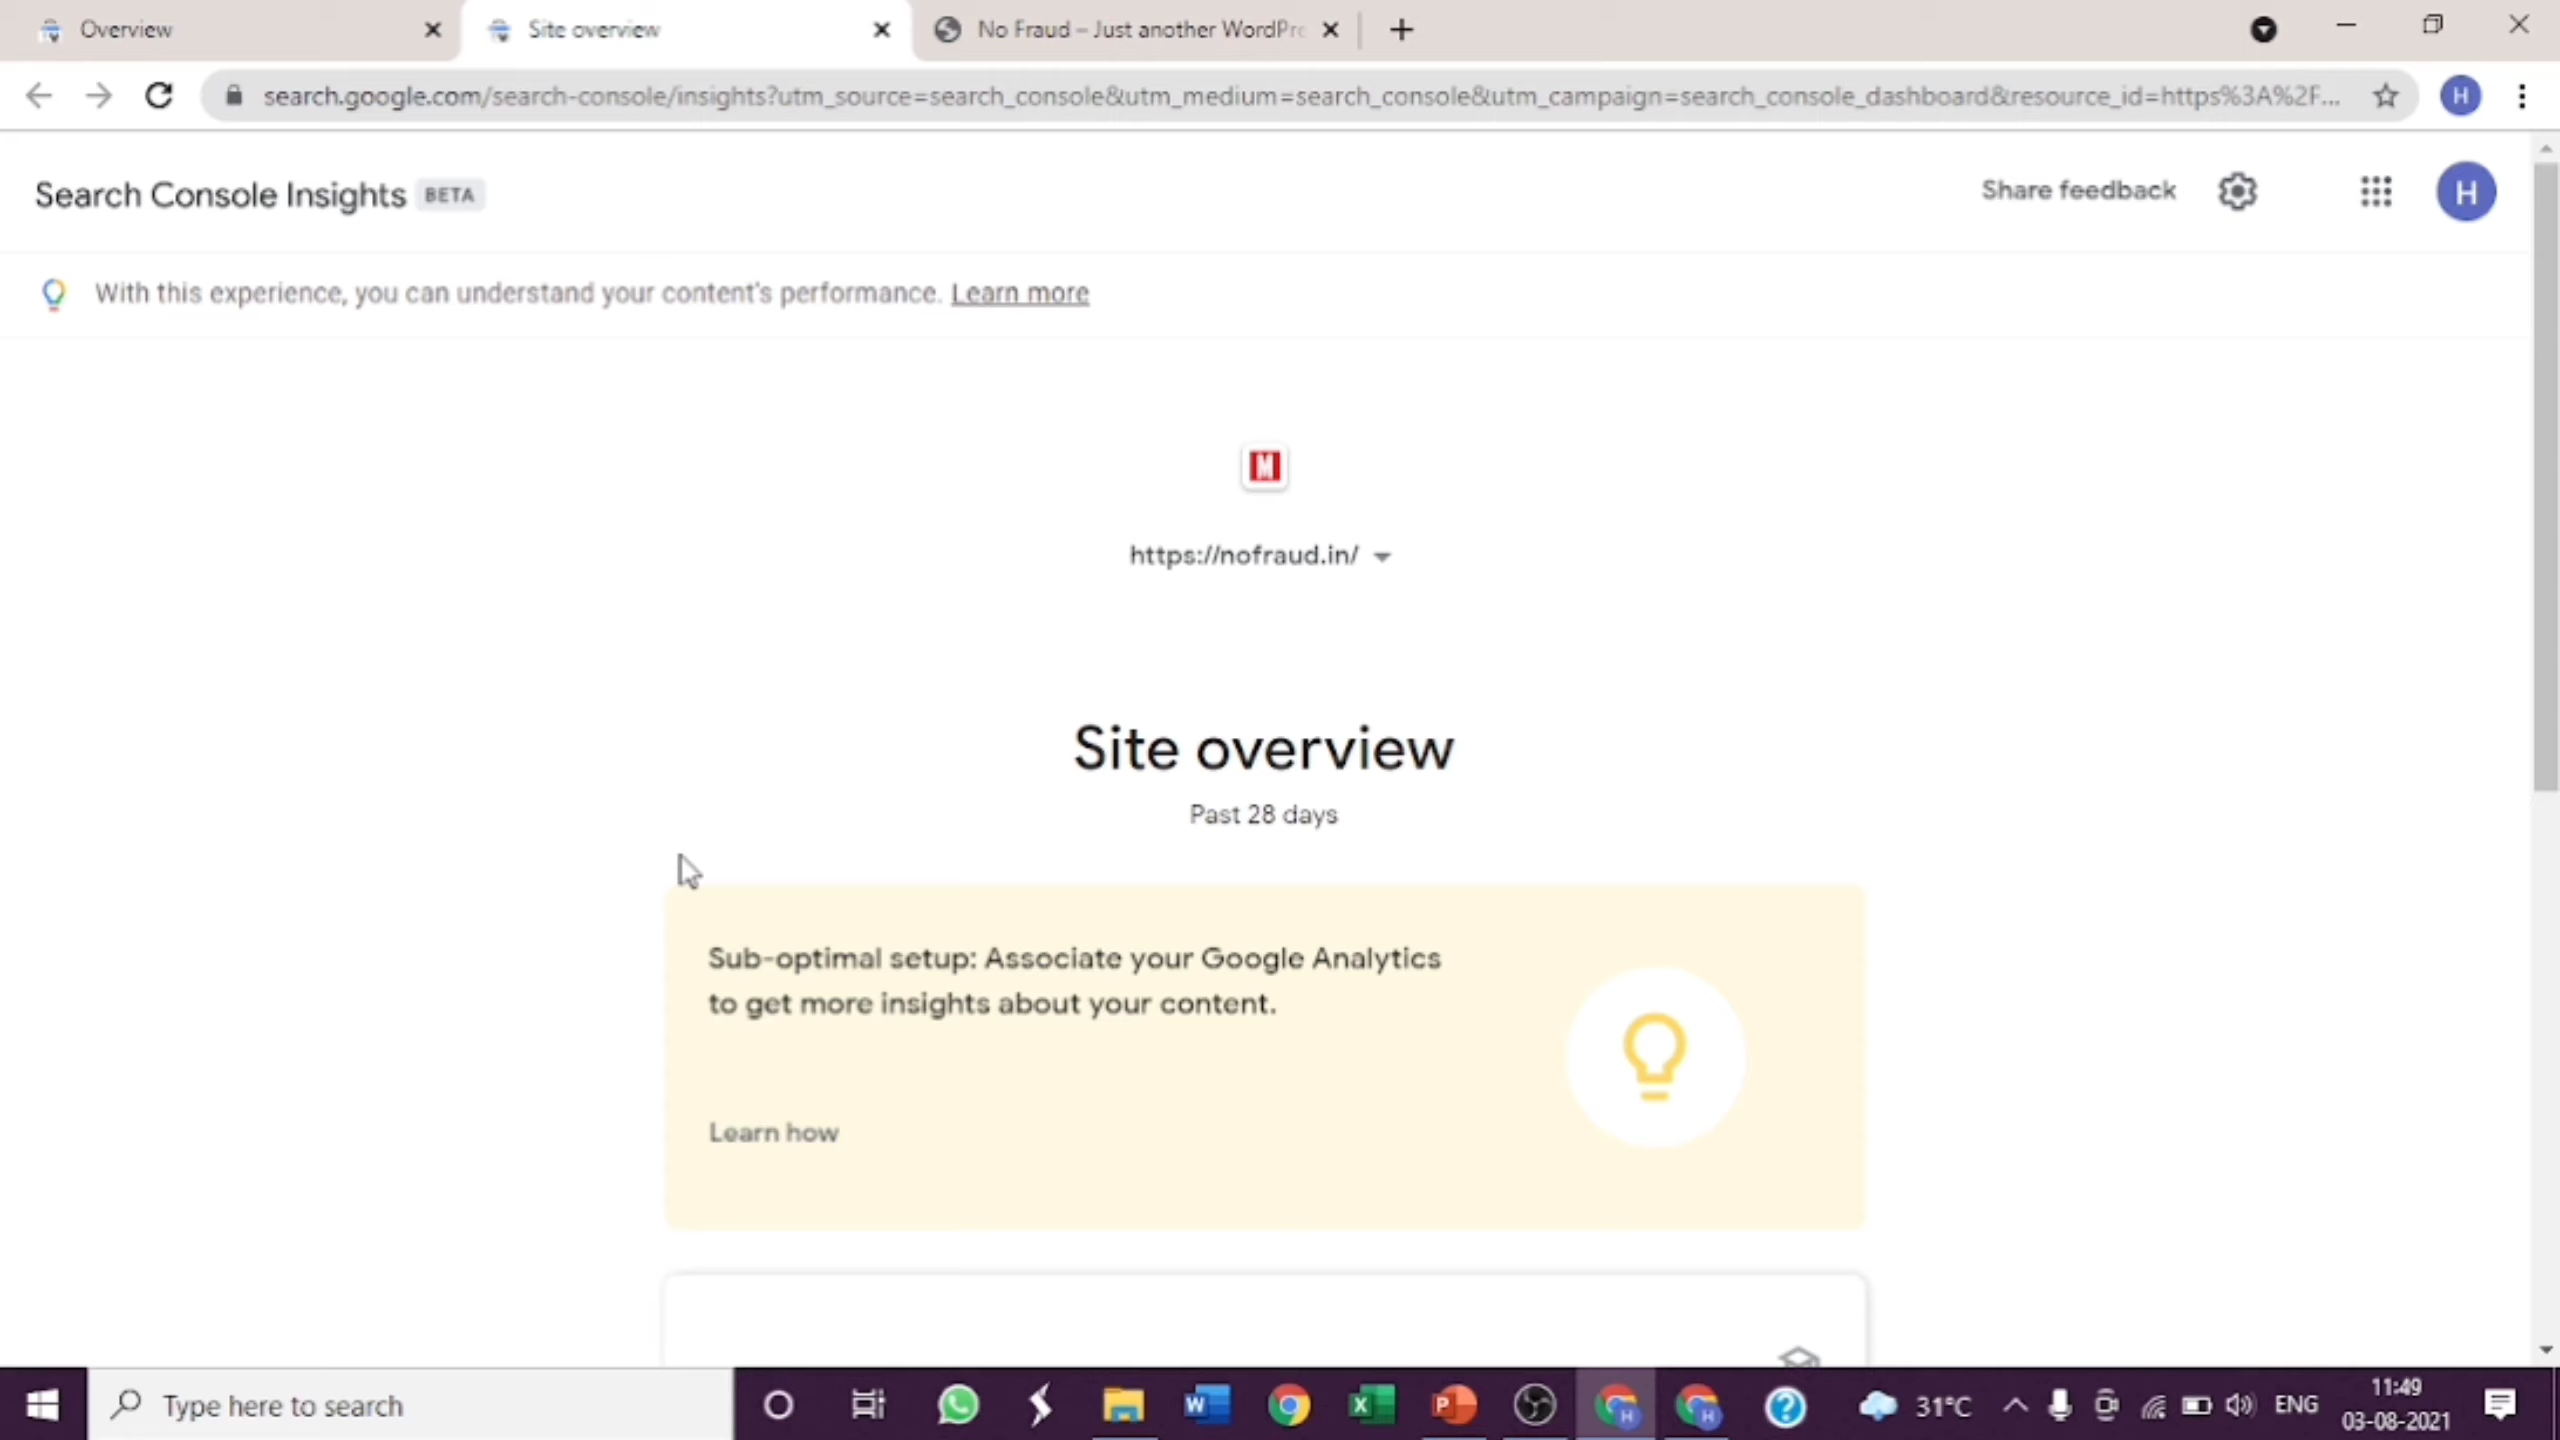 Overview
Site overview
No Fraud – Just another WordPre
search.google.com/search-console/insights?utm_source=search_console&utm_medium=search_console&utm_campaign=search_console_dashboard&resource_id=https%3A%2F...
H
Search Console Insights BETA
Share feedback
H
With this experience, you can understand your content's performance. Learn more
M
https://nofraud.in/
Site overview
Past 28 days
Sub-optimal setup: Associate your Google Analytics
to get more insights about your content.
Learn how
Type here to search
31°C
ENG
11:49
03-08-2021